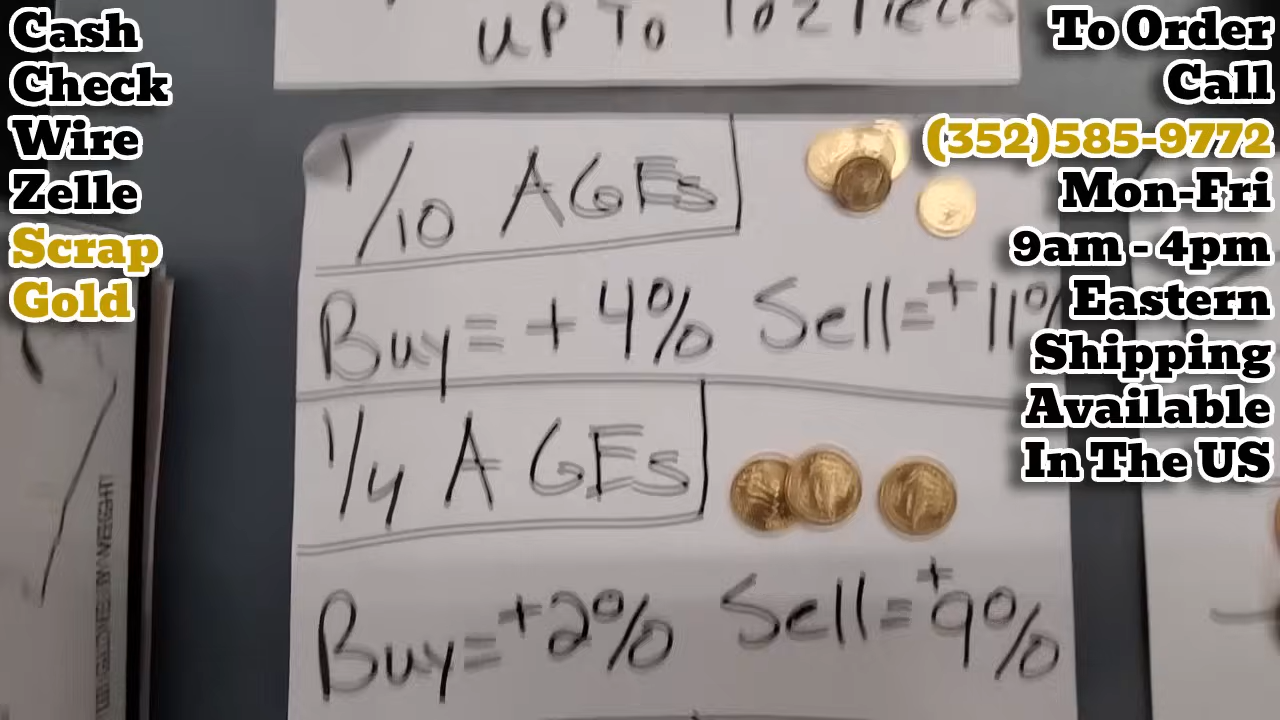 Cash
Check
Wire
Zelle
Scrap
Gold
UP To 1oz Pieces
1/10 AGEs
Buy= +4% Sell=+11%
1/4 AGEs
Buy=+2% Sell=+9%
To Order
Call
(352)585-9772
Mon-Fri
9am - 4pm
Eastern
Shipping
Available
In The US